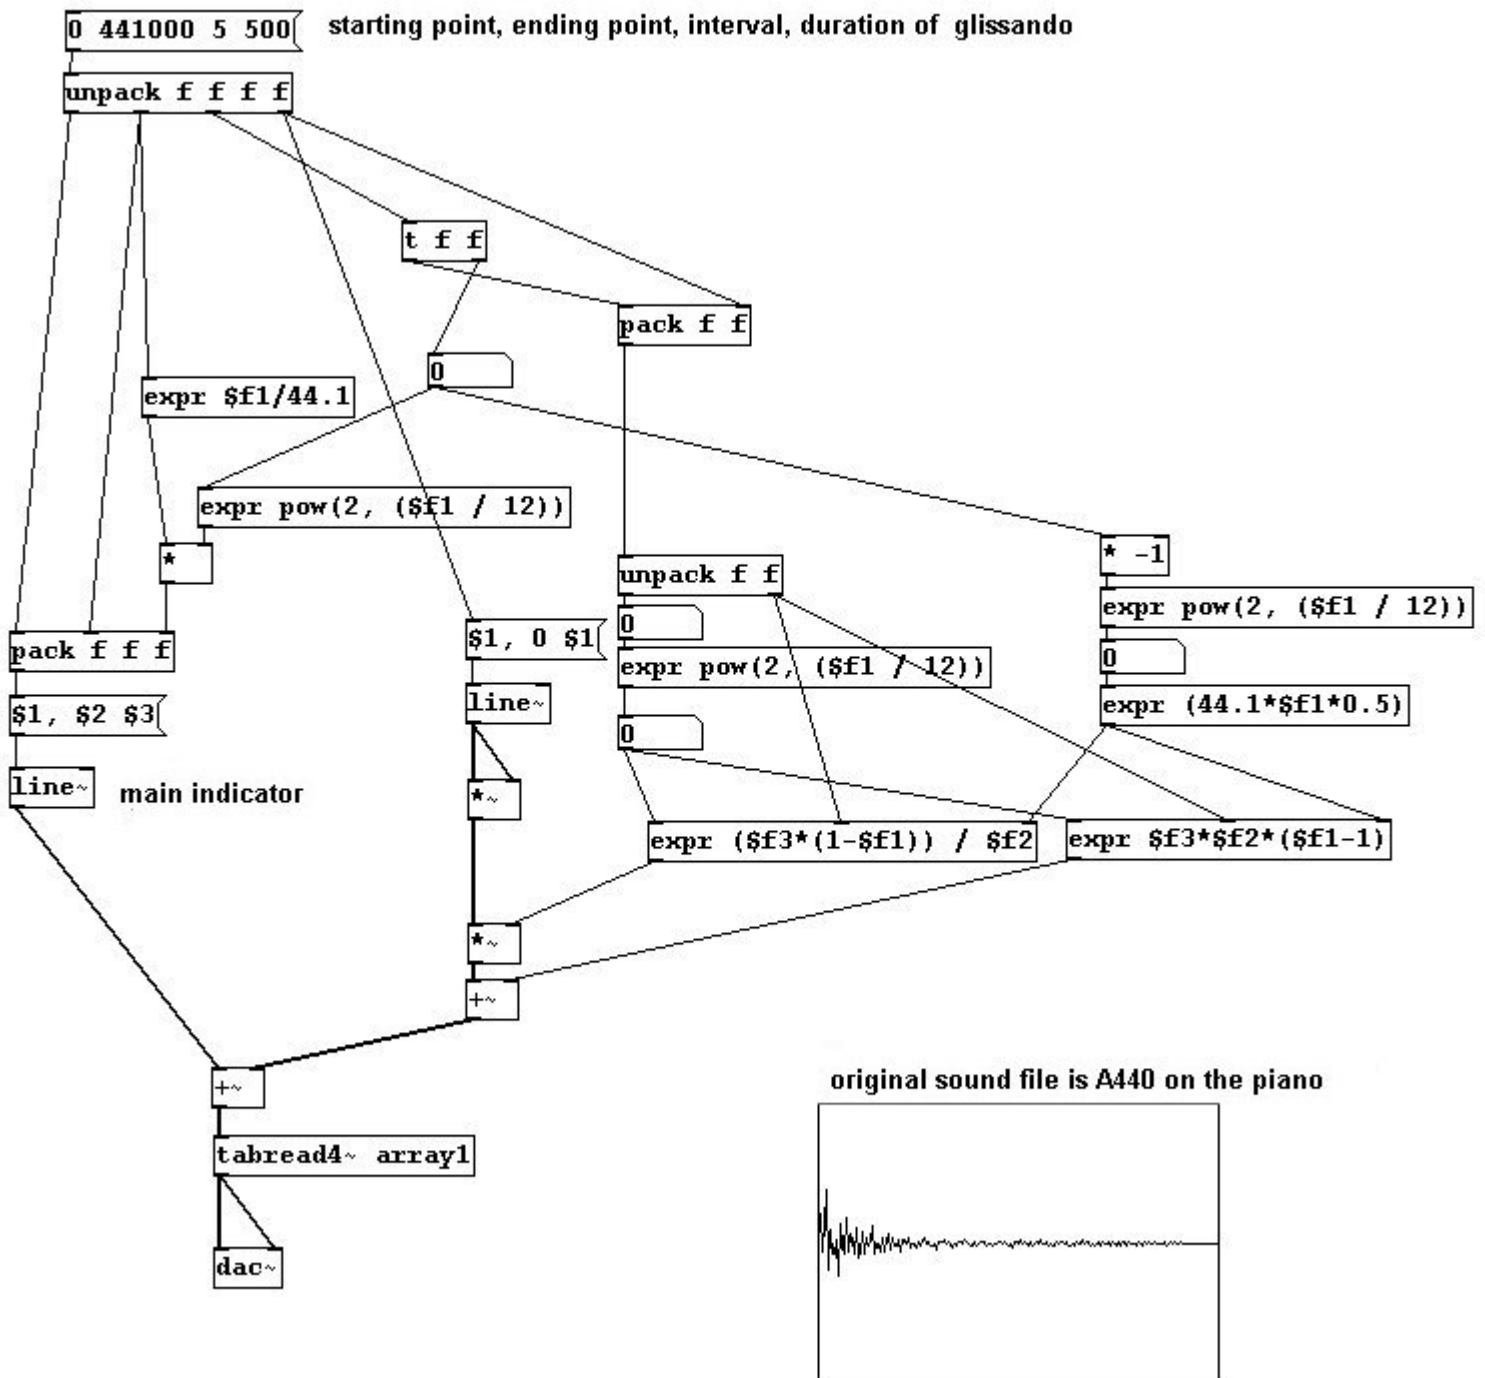 0 441000 5 500
starting point, ending point, interval, duration of glissando
unpack f f f f
t f f
pack f f
0
expr $f1/44.1
expr pow(2, ($f1 / 12))
*
* -1
unpack f f
expr pow(2, ($f1 / 12))
0
$1, 0 $1
pack f f f
expr pow(2, ($f1 / 12))
0
$1, $2 $3
line~
expr (44.1*$f1*0.5)
0
line~
main indicator
*~
expr ($f3*(1-$f1)) / $f2
expr $f3*$f2*($f1-1)
*~
+~
+~
original sound file is A440 on the piano
tabread4~ array1
dac~